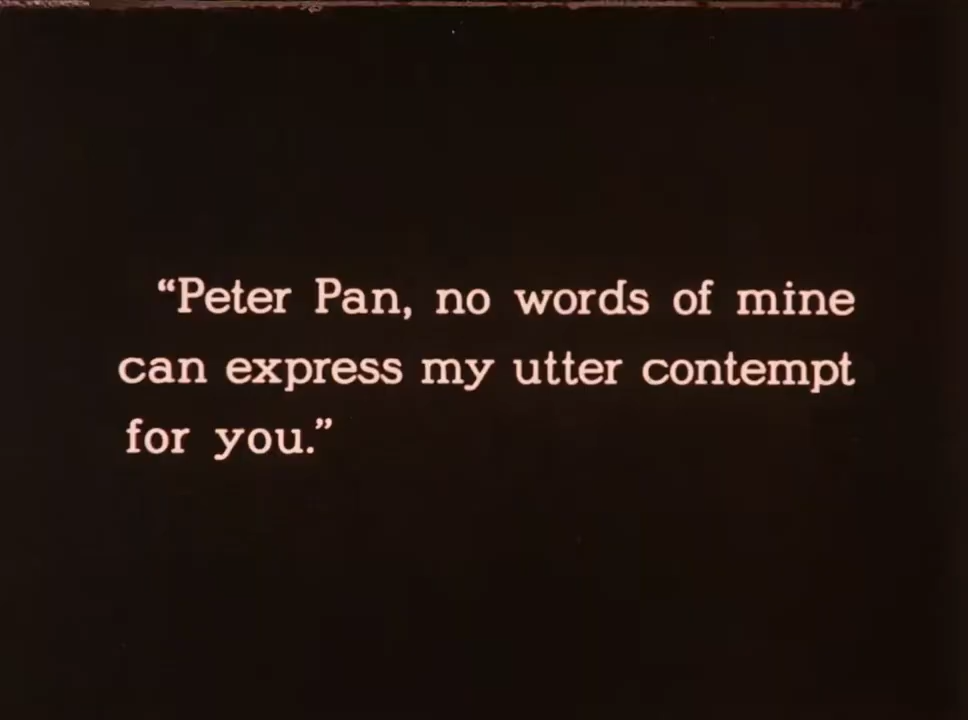 “Peter Pan, no words of mine
can express my utter contempt
for you.”